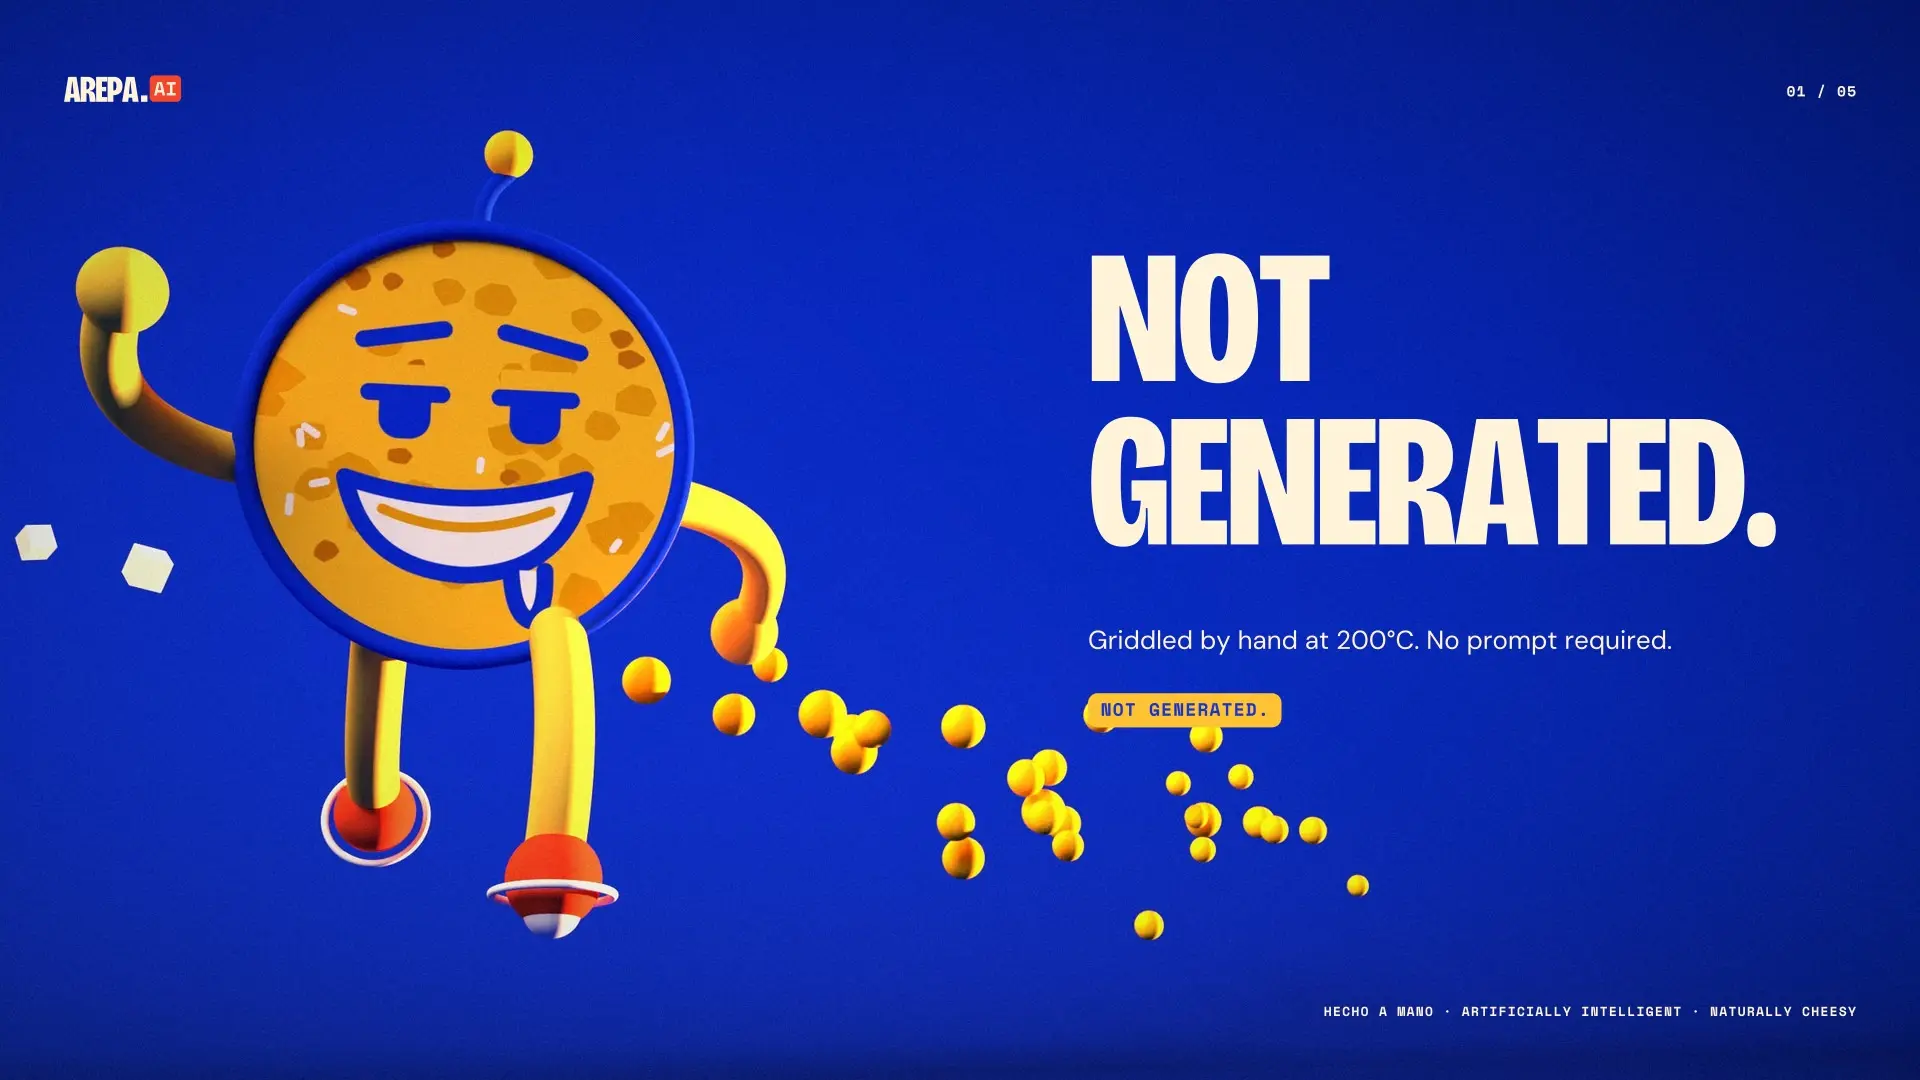 AREPA.AI
01 / 05
NOT
GENERATED.
Griddled by hand at 200°C. No prompt required.
NOT GENERATED.
HECHO A MANO · ARTIFICIALLY INTELLIGENT · NATURALLY CHEESY